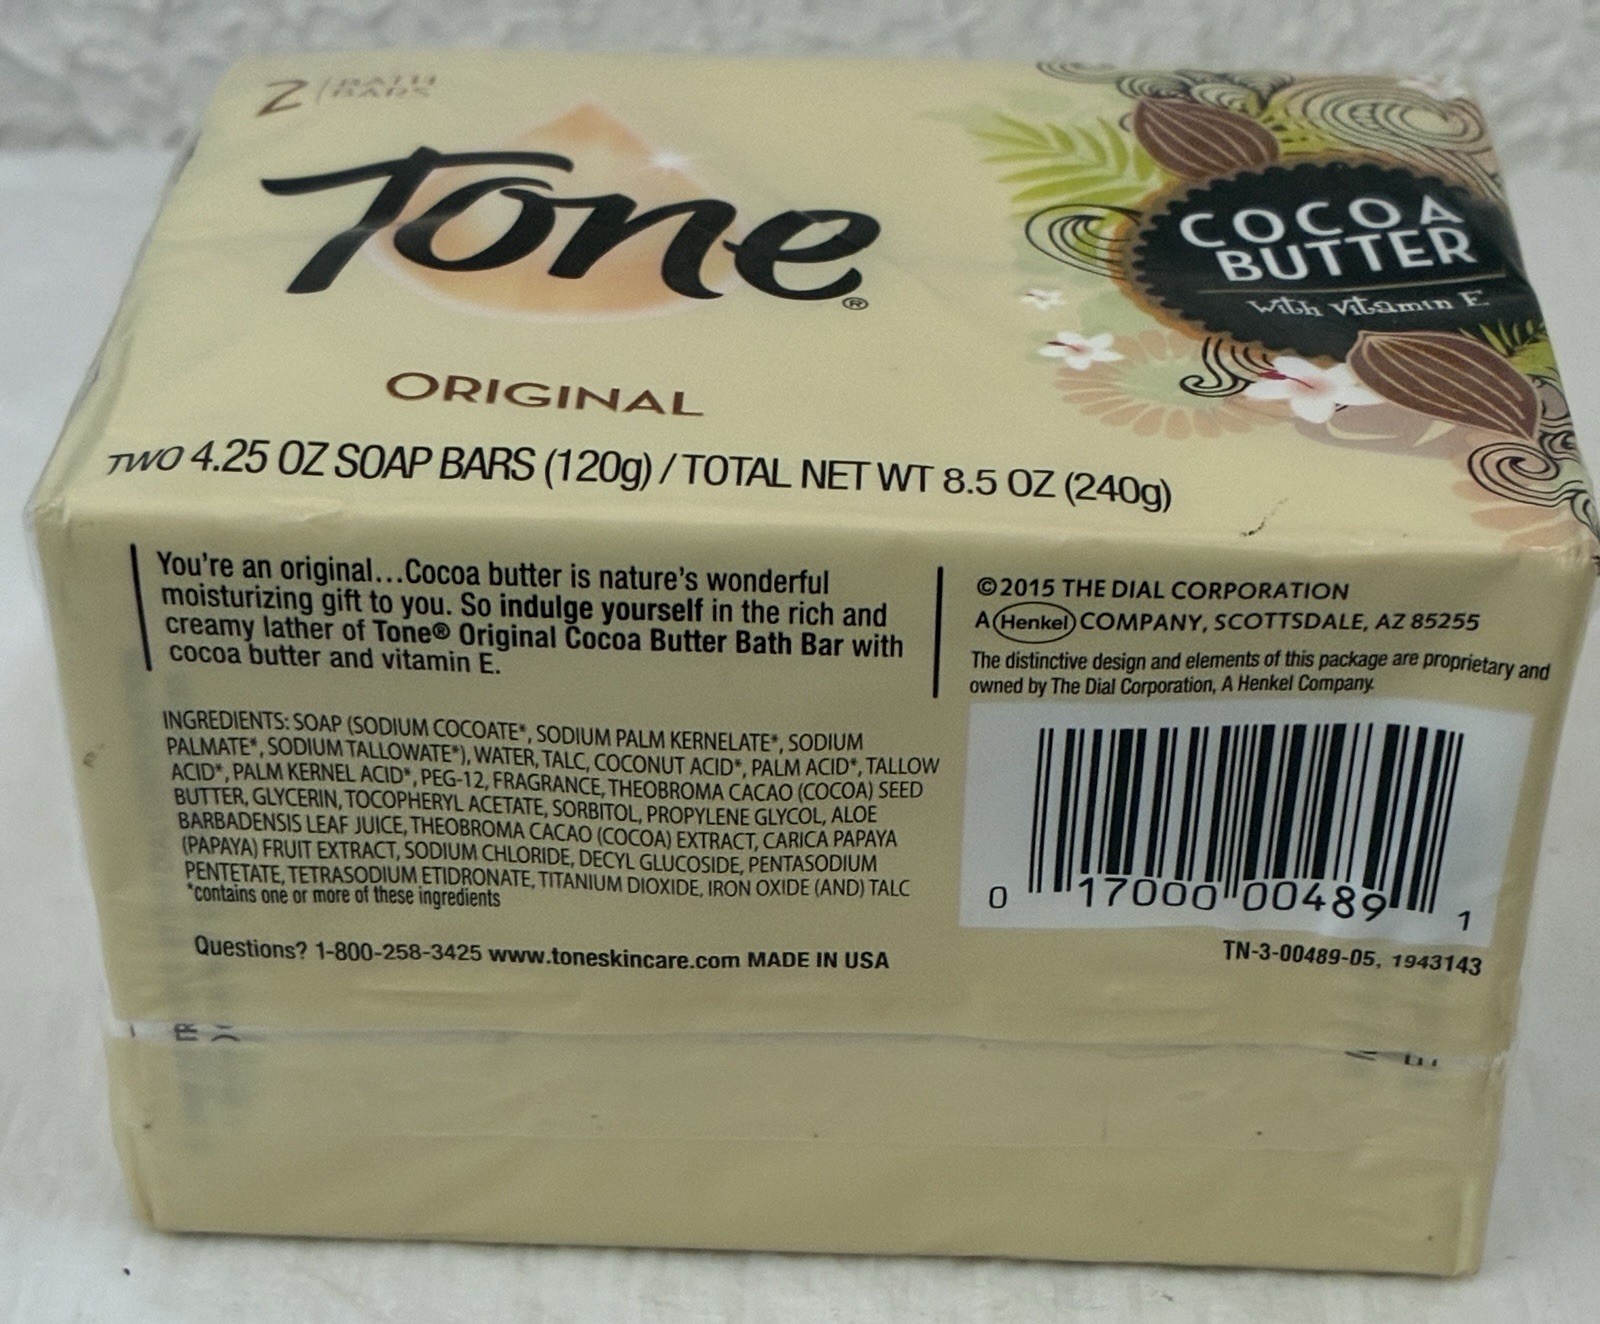 2 / BATH
BARS
Tone®
COCOA
BUTTER
with vitamin E
ORIGINAL
TWO 4.25 OZ SOAP BARS (120g) / TOTAL NET WT 8.5 OZ (240g)
You're an original...Cocoa butter is nature's wonderful
moisturizing gift to you. So indulge yourself in the rich and
creamy lather of Tone® Original Cocoa Butter Bath Bar with
cocoa butter and vitamin E.
©2015 THE DIAL CORPORATION
A Henkel COMPANY, SCOTTSDALE, AZ 85255
The distinctive design and elements of this package are proprietary and
owned by The Dial Corporation, A Henkel Company.
INGREDIENTS: SOAP (SODIUM COCOATE*, SODIUM PALM KERNELATE*, SODIUM
PALMATE*, SODIUM TALLOWATE*), WATER, TALC, COCONUT ACID*, PALM ACID*, TALLOW
ACID*, PALM KERNEL ACID*, PEG-12, FRAGRANCE, THEOBROMA CACAO (COCOA) SEED
BUTTER, GLYCERIN, TOCOPHERYL ACETATE, SORBITOL, PROPYLENE GLYCOL, ALOE
BARBADENSIS LEAF JUICE, THEOBROMA CACAO (COCOA) EXTRACT, CARICA PAPAYA
(PAPAYA) FRUIT EXTRACT, SODIUM CHLORIDE, DECYL GLUCOSIDE, PENTASODIUM
PENTETATE, TETRASODIUM ETIDRONATE, TITANIUM DIOXIDE, IRON OXIDE (AND) TALC
*contains one or more of these ingredients
Questions? 1-800-258-3425 www.toneskincare.com MADE IN USA
0 17000 00489 1
TN-3-00489-05, 1943143